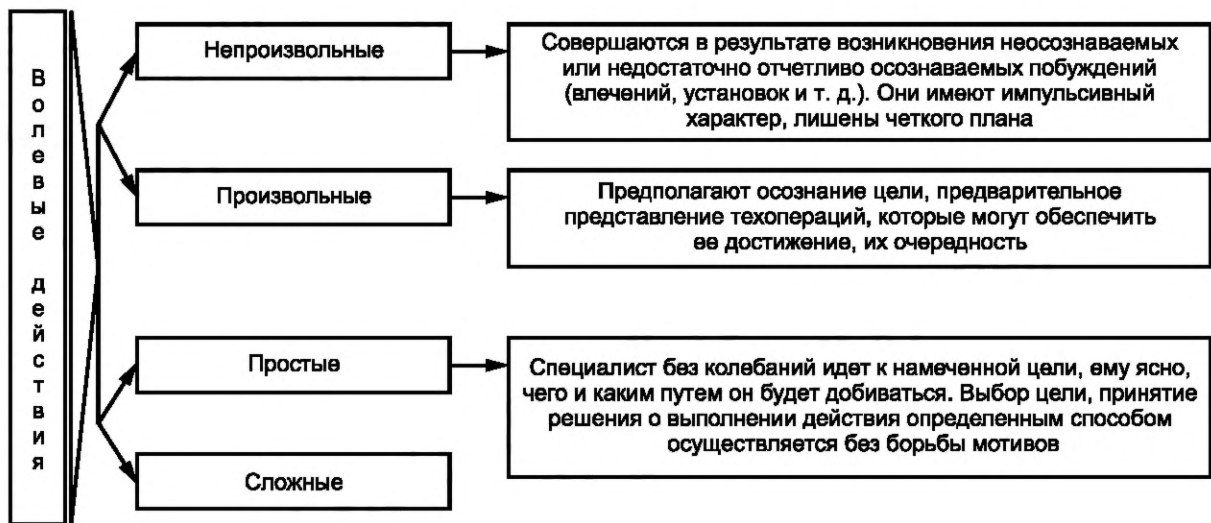 Волевые действия
Непроизвольные
Совершаются в результате возникновения неосознаваемых
или недостаточно отчетливо осознаваемых побуждений
(влечений, установок и т. д.). Они имеют импульсивный
характер, лишены четкого плана
Произвольные
Предполагают осознание цели, предварительное
представление техопераций, которые могут обеспечить
ее достижение, их очередность
Простые
Специалист без колебаний идет к намеченной цели, ему ясно,
чего и каким путем он будет добиваться. Выбор цели, принятие
решения о выполнении действия определенным способом
осуществляется без борьбы мотивов
Сложные